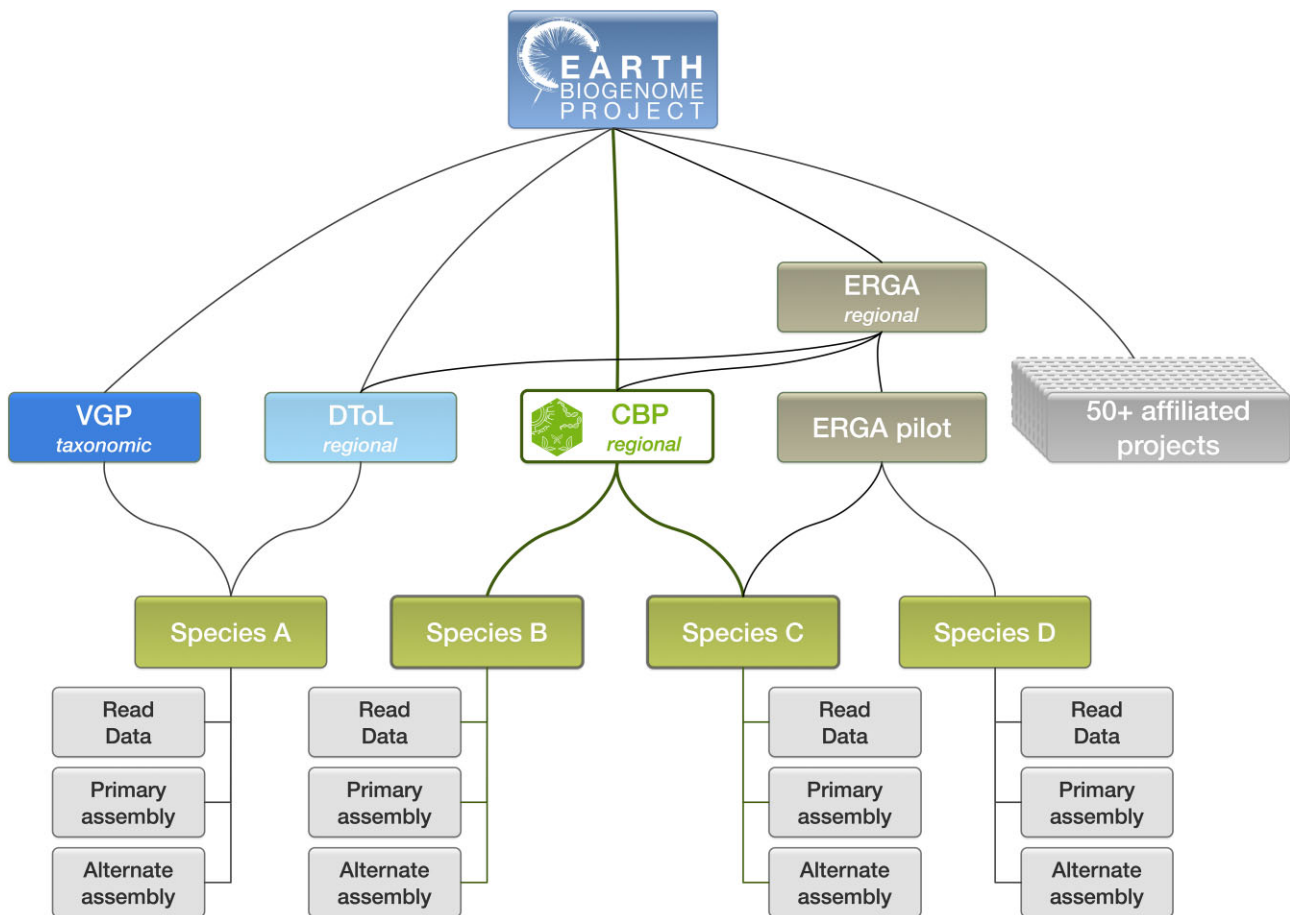 EARTH
BIOGENOME
PROJECT
ERGA
regional
VGP
taxonomic
DToL
regional
CBP
regional
ERGA pilot
50+ affiliated
projects
Species A
Species B
Species C
Species D
Read
Data
Read
Data
Read
Data
Read
Data
Primary
assembly
Primary
assembly
Primary
assembly
Primary
assembly
Alternate
assembly
Alternate
assembly
Alternate
assembly
Alternate
assembly